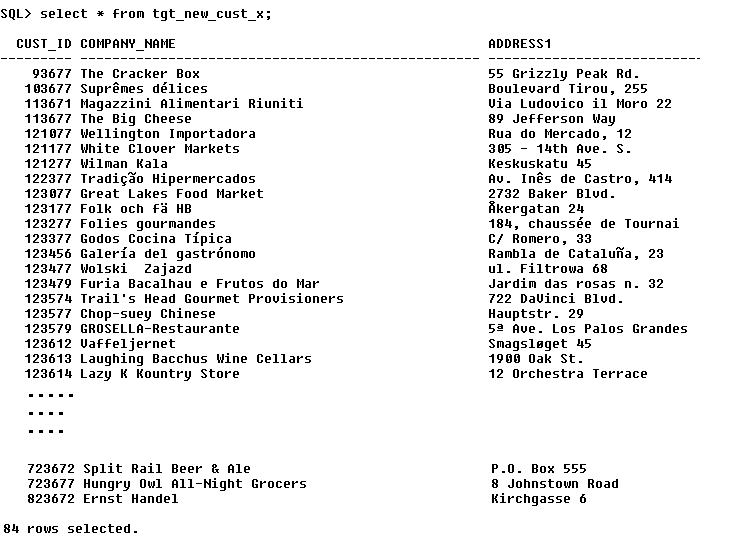 SQL> select * from tgt_new_cust_x;
CUST_ID COMPANY_NAME ADDRESS1
93677 The Cracker Box 55 Grizzly Peak Rd.
103677 Suprêmes délices Boulevard Tirou, 255
113671 Magazzini Alimentari Riuniti Via Ludovico il Moro 22
113677 The Big Cheese 89 Jefferson Way
121077 Wellington Importadora Rua do Mercado, 12
121177 White Clover Markets 305 - 14th Ave. S.
121277 Wilman Kala Keskuskatu 45
122377 Tradição Hipermercados Av. Inês de Castro, 414
123077 Great Lakes Food Market 2732 Baker Blvd.
123177 Folk och fä HB Åkergatan 24
123277 Folies gourmandes 184, chaussée de Tournai
123377 Godos Cocina Típica C/ Romero, 33
123456 Galería del gastrónomo Rambla de Cataluña, 23
123477 Wolski  Zajazd ul. Filtrowa 68
123479 Furia Bacalhau e Frutos do Mar Jardim das rosas n. 32
123574 Trail's Head Gourmet Provisioners 722 DaVinci Blvd.
123577 Chop-suey Chinese Hauptstr. 29
123579 GROSELLA-Restaurante 5ª Ave. Los Palos Grandes
123612 Vaffeljernet Smagsløget 45
123613 Laughing Bacchus Wine Cellars 1900 Oak St.
123614 Lazy K Kountry Store 12 Orchestra Terrace
.....
....
....
723672 Split Rail Beer & Ale P.O. Box 555
723677 Hungry Owl All-Night Grocers 8 Johnstown Road
823672 Ernst Handel Kirchgasse 6
84 rows selected.